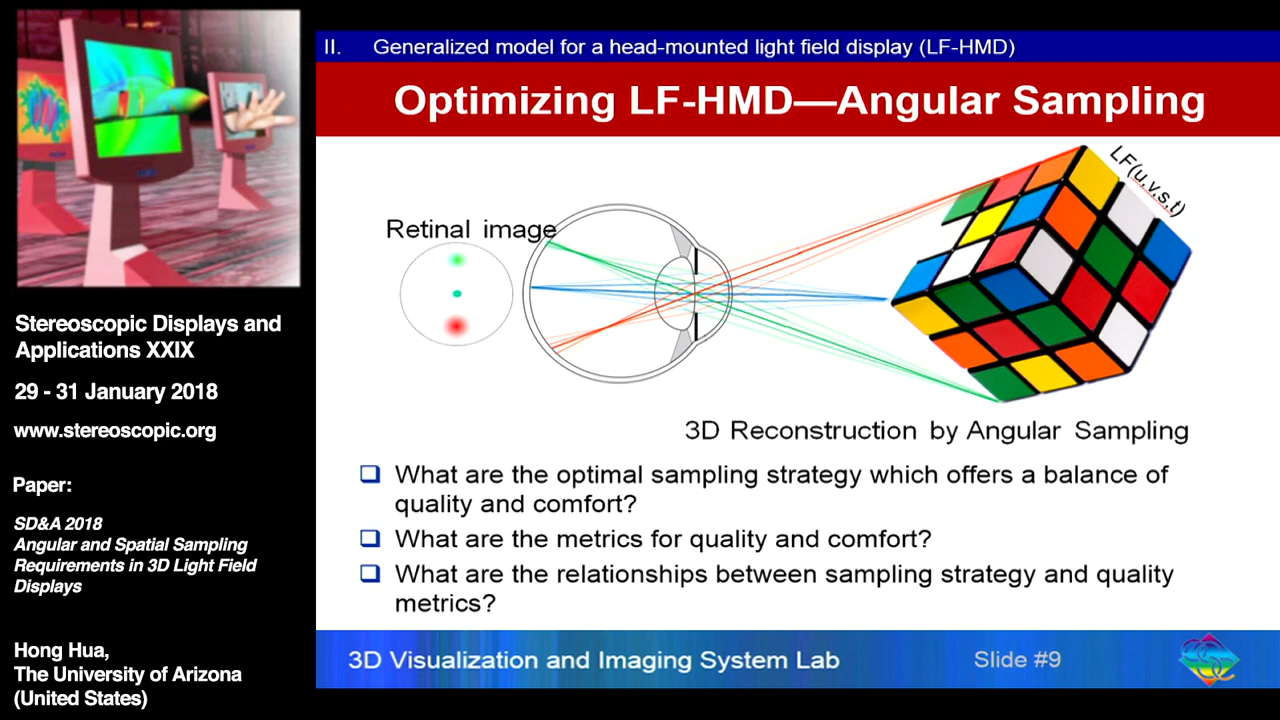 Stereoscopic Displays and
Applications XXIX
29 - 31 January 2018
www.stereoscopic.org
Paper:
SD&A 2018
Angular and Spatial Sampling
Requirements in 3D Light Field
Displays
Hong Hua,
The University of Arizona
(United States)
II. Generalized model for a head-mounted light field display (LF-HMD)
Optimizing LF-HMD—Angular Sampling
LF(u,v,s,t)
Retinal image
3D Reconstruction by Angular Sampling
❑ What are the optimal sampling strategy which offers a balance of
quality and comfort?
❑ What are the metrics for quality and comfort?
❑ What are the relationships between sampling strategy and quality
metrics?
3D Visualization and Imaging System Lab
Slide #9